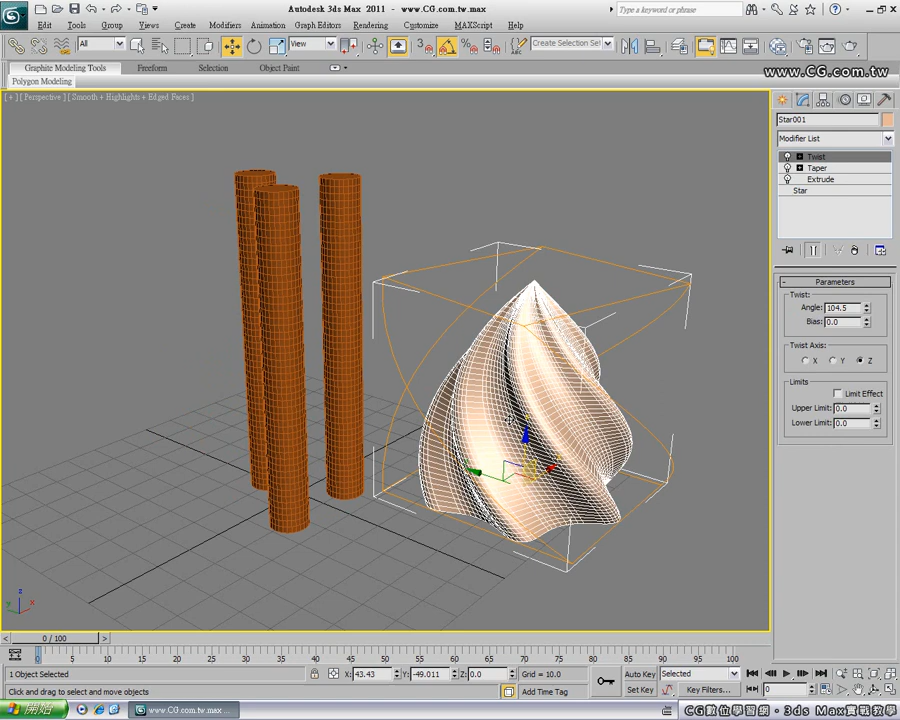 Autodesk 3ds Max 2011 - www.CG.com.tw.max
Type a keyword or phrase
Edit Tools Group Views Create Modifiers Animation Graph Editors Rendering Customize MAXScript Help
All View 3 Create Selection Se
Graphite Modeling Tools Freeform Selection Object Paint
www.CG.com.tw
Polygon Modeling
[ + ] [ Perspective ] [ Smooth + Highlights + Edged Faces ]
Star001
Modifier List
Twist
Taper
Extrude
Star
Parameters
Twist:
Angle: 104.5
Bias: 0.0
Twist Axis:
X Y Z
Limits
Limit Effect
Upper Limit: 0.0
Lower Limit: 0.0
z
y x
0 / 100
0 5 10 15 20 25 30 35 40 45 50 55 60 65 70 75 80 85 90 95 100
1 Object Selected X: 43.43 Y: -49.011 Z: 0.0 Grid = 10.0 Auto Key Selected
Click and drag to select and move objects Add Time Tag Set Key Key Filters... 0
開始 www.CG.com.tw.max ... CG數位學習網 · 3ds Max實戰教學